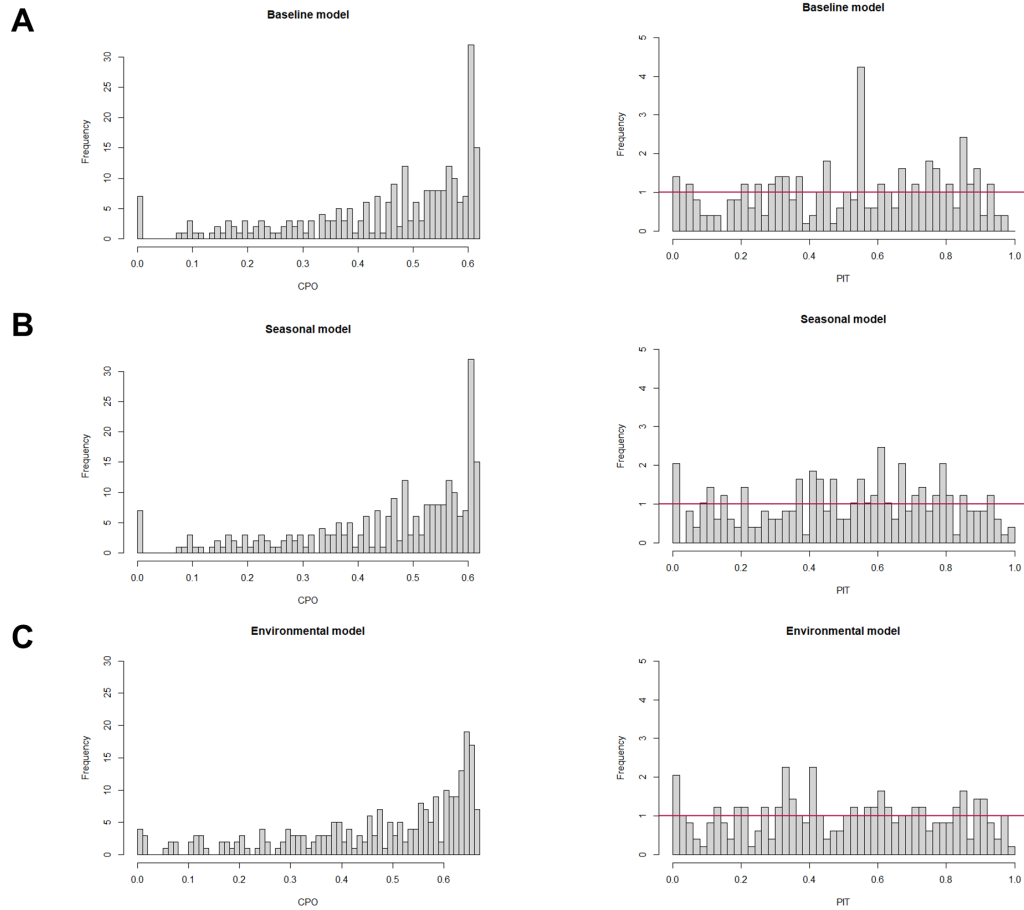 A
Baseline model
Frequency
0 5 10 15 20 25 30
0.0 0.1 0.2 0.3 0.4 0.5 0.6
CPO
Baseline model
Frequency
0 1 2 3 4 5
0.0 0.2 0.4 0.6 0.8 1.0
PIT
B
Seasonal model
Frequency
0 5 10 15 20 25 30
0.0 0.1 0.2 0.3 0.4 0.5 0.6
CPO
Seasonal model
Frequency
0 1 2 3 4 5
0.0 0.2 0.4 0.6 0.8 1.0
PIT
C
Environmental model
Frequency
0 5 10 15 20 25 30
0.0 0.1 0.2 0.3 0.4 0.5 0.6
CPO
Environmental model
Frequency
0 1 2 3 4 5
0.0 0.2 0.4 0.6 0.8 1.0
PIT